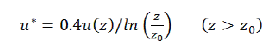 u* = 0.4u(z)/ln(z/z₀)   (z > z₀)